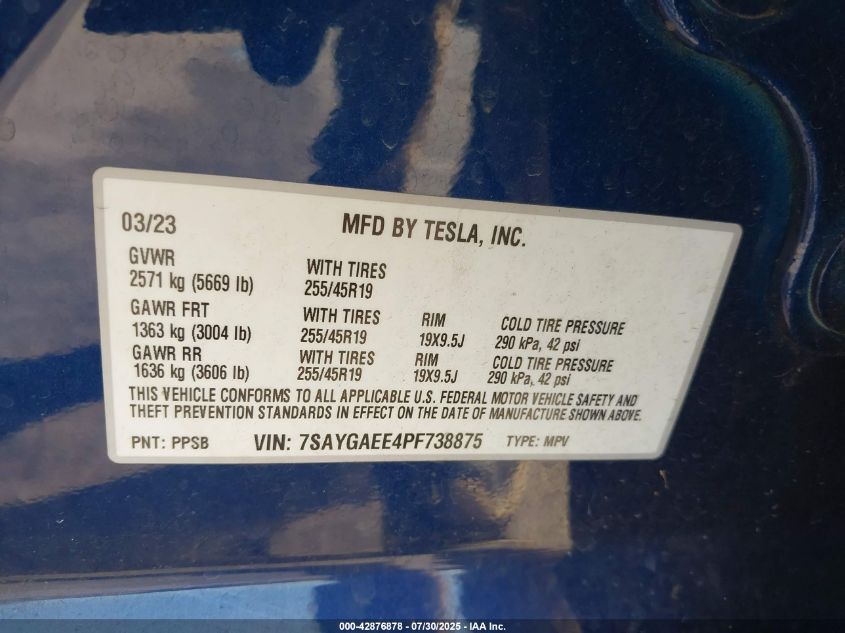 03/23 MFD BY TESLA, INC.
GVWR
2571 kg (5669 lb) WITH TIRES
255/45R19
GAWR FRT WITH TIRES RIM COLD TIRE PRESSURE
1363 kg (3004 lb) 255/45R19 19X9.5J 290 kPa, 42 psi
GAWR RR WITH TIRES RIM COLD TIRE PRESSURE
1636 kg (3606 lb) 255/45R19 19X9.5J 290 kPa, 42 psi
THIS VEHICLE CONFORMS TO ALL APPLICABLE U.S. FEDERAL MOTOR VEHICLE SAFETY AND
THEFT PREVENTION STANDARDS IN EFFECT ON THE DATE OF MANUFACTURE SHOWN ABOVE.
PNT: PPSB VIN: 7SAYGAEE4PF738875 TYPE: MPV
000-42876878 - 07/30/2025 - IAA Inc.